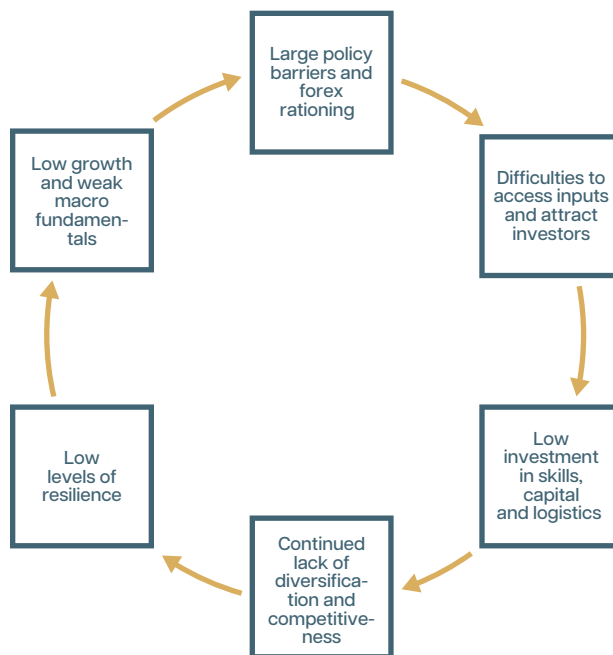 Large policy
barriers and
forex
rationing
Difficulties to
access inputs
and attract
investors
Low
investment
in skills,
capital
and logistics
Continued
lack of
diversifica-
tion and
competitive-
ness
Low
levels of
resilience
Low growth
and weak
macro
fundamen-
tals